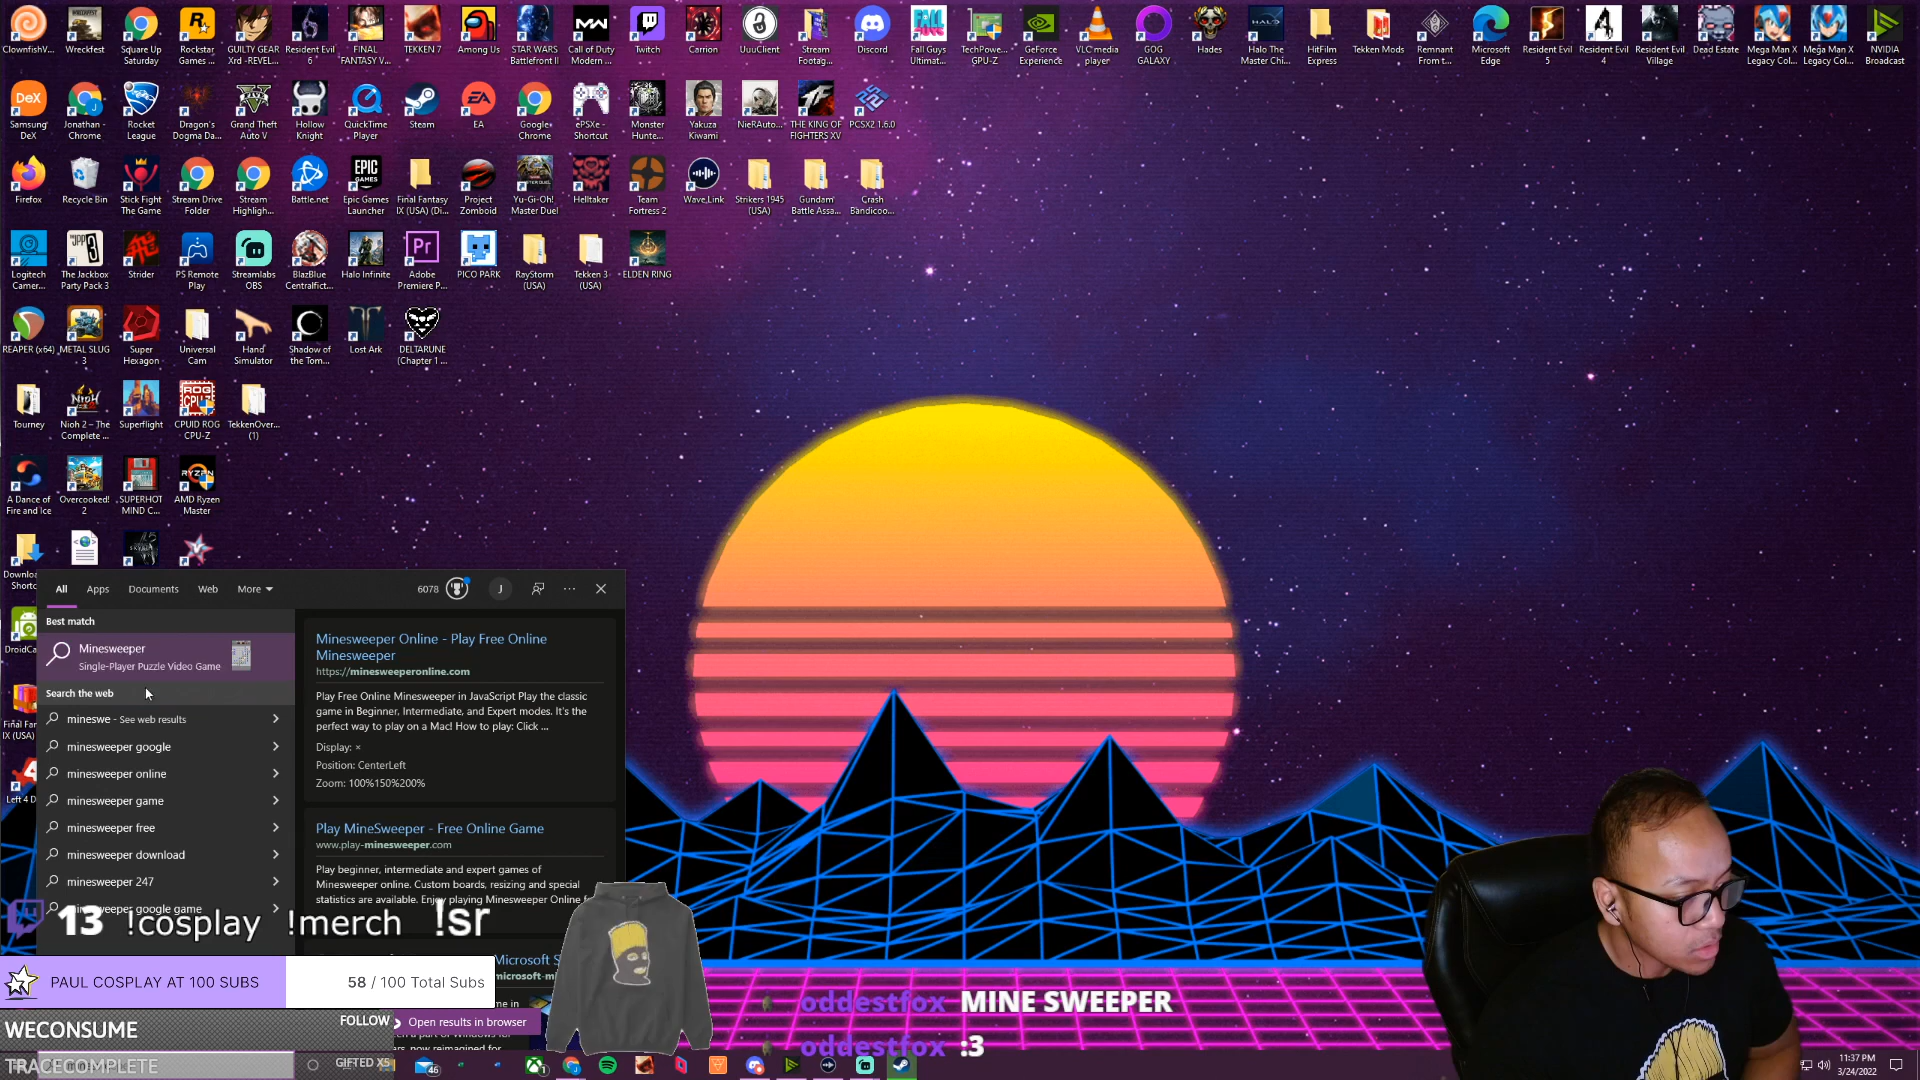 ClownfishV...
Wreckfest
Square Up Saturday
Rockstar Games ...
GUILTY GEAR Xrd -REVEL...
Resident Evil 6
FINAL FANTASY V...
TEKKEN 7
Among Us
STAR WARS Battlefront II
Call of Duty Modern ...
Twitch
Carrion
UuuClient
Stream Footag...
Discord
Fall Guys Ultimat...
TechPowe... GPU-Z
GeForce Experience
VLC media player
GOG GALAXY
Hades
Halo The Master Chi...
HitFilm Express
Tekken Mods
Remnant From t...
Microsoft Edge
Resident Evil 5
Resident Evil 4
Resident Evil Village
Dead Estate
Mega Man X Legacy Col...
Mega Man X Legacy Col...
NVIDIA Broadcast
Samsung DeX
Jonathan - Chrome
Rocket League
Dragon's Dogma Da...
Grand Theft Auto V
Hollow Knight
QuickTime Player
Steam
EA
Google Chrome
ePSXe - Shortcut
Monster Hunte...
Yakuza Kiwami
NieRAuto...
THE KING OF FIGHTERS XV
PCSX2 1.6.0
Firefox
Recycle Bin
Stick Fight The Game
Stream Drive Folder
Stream Highligh...
Battle.net
Epic Games Launcher
Final Fantasy IX (USA) (Di...
Project Zomboid
Yu-Gi-Oh! Master Duel
Helltaker
Team Fortress 2
Wave Link
Strikers 1945 (USA)
Gundam Battle Assa...
Crash Bandicoo...
Logitech Camer...
The Jackbox Party Pack 3
Strider
PS Remote Play
Streamlabs OBS
BlazBlue Centralfict...
Halo Infinite
Adobe Premiere P...
PICO PARK
RayStorm (USA)
Tekken 3 (USA)
ELDEN RING
REAPER (x64)
METAL SLUG 3
Super Hexagon
Universal Cam
Hand Simulator
Shadow of the Tom...
Lost Ark
DELTARUNE (Chapter 1 ...
Tourney
Nioh 2 – The Complete ...
Superflight
CPUID ROG CPU-Z
TekkenOver... (1)
A Dance of Fire and Ice
Overcooked! 2
SUPERHOT MIND C...
AMD Ryzen Master
All Apps Documents Web More 6078 J
Best match
Minesweeper
Single-Player Puzzle Video Game
Search the web
mineswe - See web results
minesweeper google
minesweeper online
minesweeper game
minesweeper free
minesweeper download
minesweeper 247
minesweeper google game
Minesweeper Online - Play Free Online
Minesweeper
https://minesweeperonline.com
Play Free Online Minesweeper in JavaScript Play the classic
game in Beginner, Intermediate, and Expert modes. It's the
perfect way to play on a Mac! How to play: Click ...
Display: ×
Position: CenterLeft
Zoom: 100%150%200%
Play MineSweeper - Free Online Game
www.play-minesweeper.com
Play beginner, intermediate and expert games of
Minesweeper online. Custom boards, resizing and special
statistics are available. Enjoy playing Minesweeper Online f
Open results in browser
13 !cosplay !merch !sr
PAUL COSPLAY AT 100 SUBS
58 / 100 Total Subs
WECONSUME
FOLLOW
TRACECOMPLETE
GIFTED X5
oddestfox MINE SWEEPER
oddestfox :3
46
11:37 PM
3/24/2022